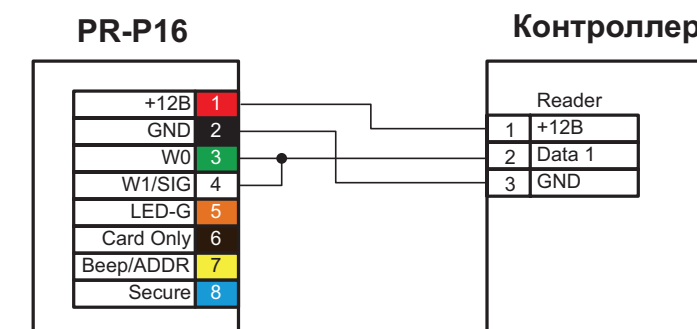 PR-P16
Контроллер
+12В 1
GND 2
W0 3
W1/SIG 4
LED-G 5
Card Only 6
Beep/ADDR 7
Secure 8
Reader
1 +12В
2 Data 1
3 GND